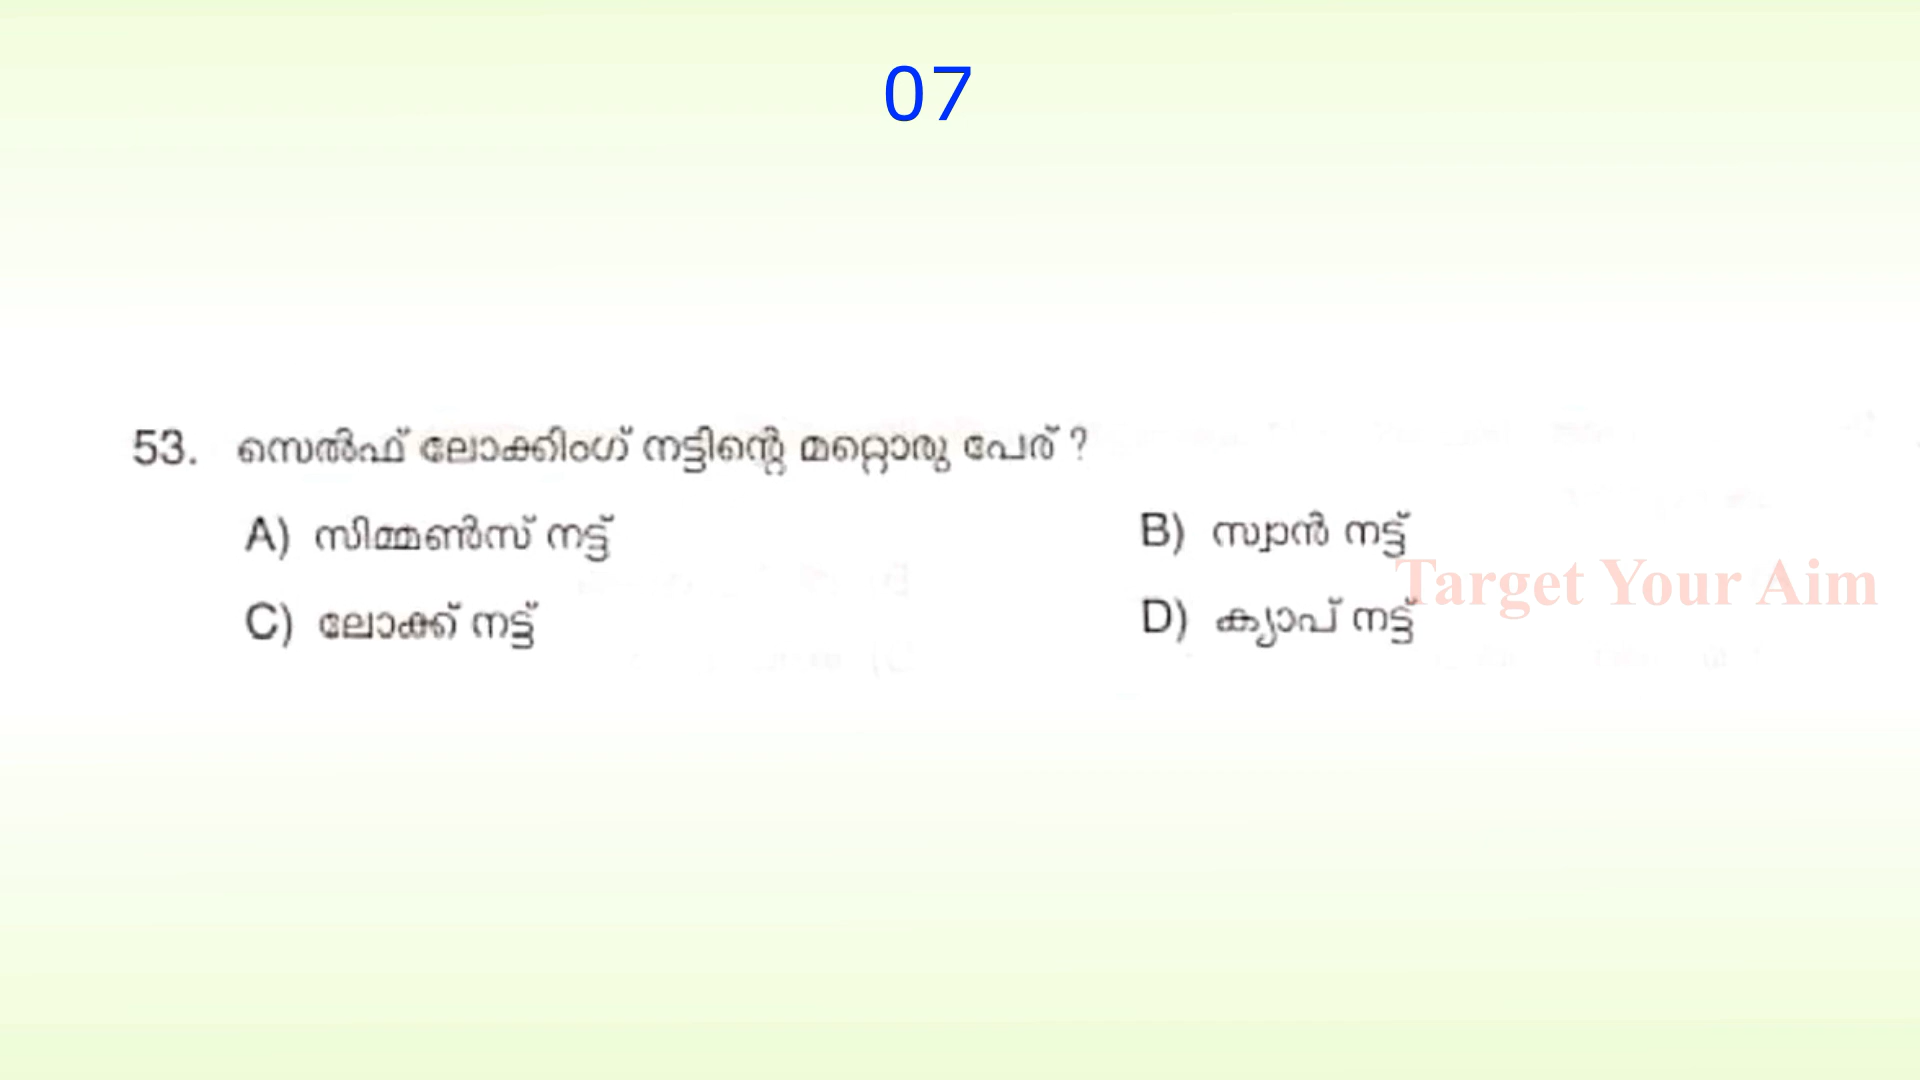 07
53. സെൽഫ് ലോക്കിംഗ് നട്ടിന്റെ മറ്റൊരു പേര് ?
A) സിമ്മൺസ് നട്ട് B) സ്വാൻ നട്ട്
Target Your Aim
C) ലോക്ക് നട്ട് D) ക്യാപ് നട്ട്